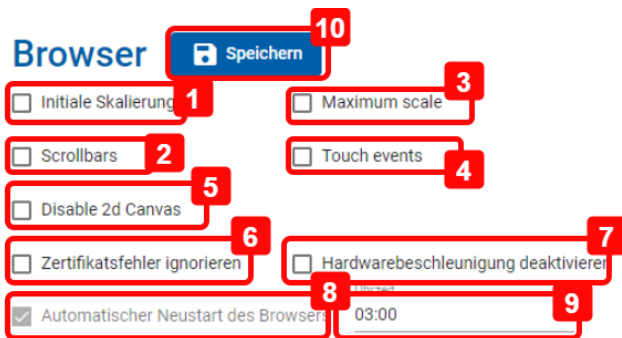 10
Browser Speichern
1
3
Initiale Skalierung Maximum scale
Scrollbars 2 Touch events
4
5
Disable 2d Canvas
6
7
Zertifikatsfehler ignorieren Hardwarebeschleunigung deaktivieren
8 Uhrzeit
9
Automatischer Neustart des Browsers 03:00